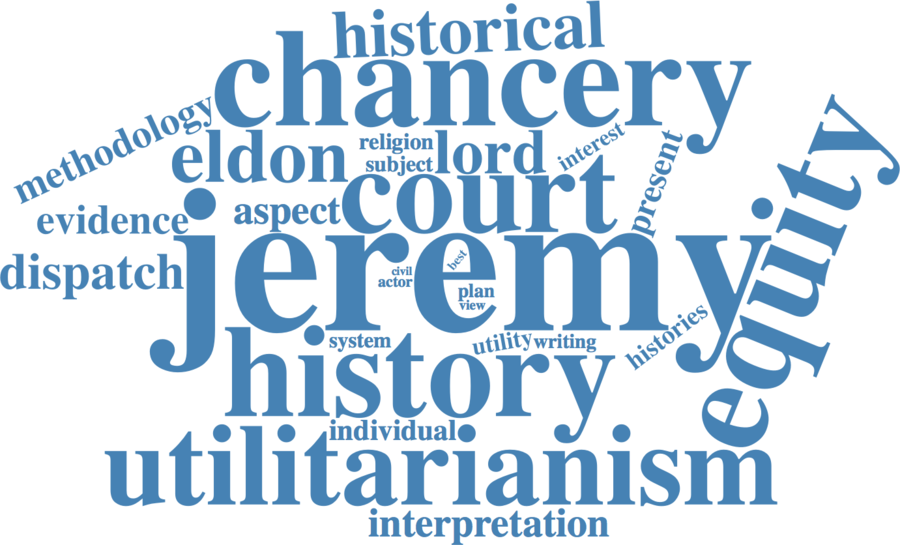 historical
chancery
methodology
eldon
religion
subject
lord
interest
present
equity
evidence
aspect
court
dispatch
jeremy
civil
actor
best
plan
view
history
system
utility
writing
histories
individual
utilitarianism
interpretation